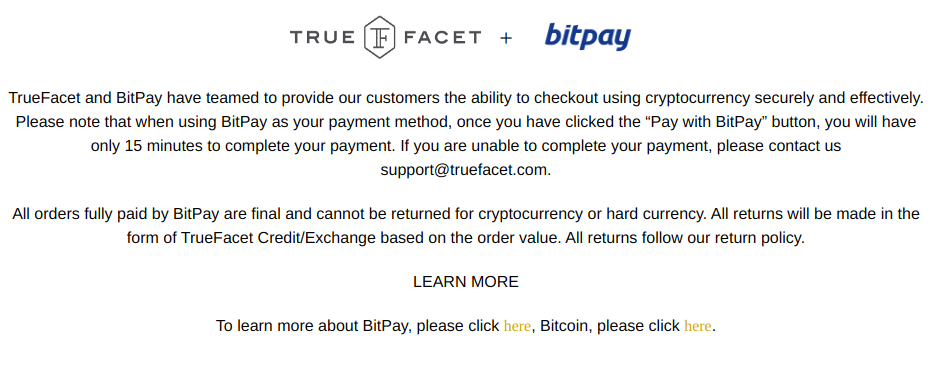 TRUE TF FACET + bitpay
TrueFacet and BitPay have teamed to provide our customers the ability to checkout using cryptocurrency securely and effectively.
Please note that when using BitPay as your payment method, once you have clicked the “Pay with BitPay” button, you will have
only 15 minutes to complete your payment. If you are unable to complete your payment, please contact us
support@truefacet.com.
All orders fully paid by BitPay are final and cannot be returned for cryptocurrency or hard currency. All returns will be made in the
form of TrueFacet Credit/Exchange based on the order value. All returns follow our return policy.
LEARN MORE
To learn more about BitPay, please click here, Bitcoin, please click here.